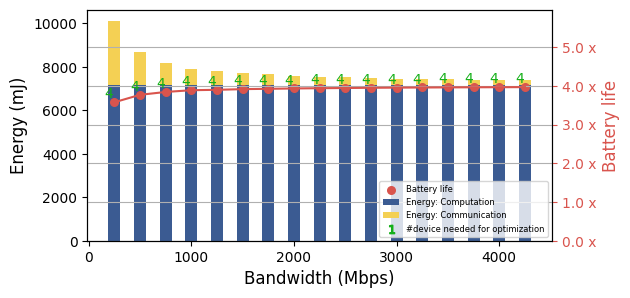 10000
8000
6000
4000
2000
0
Energy (mJ)
4 4 4 4 4 4 4 4 4 4 4 4 4 4 4 4 4
5.0 x
4.0 x
3.0 x
2.0 x
1.0 x
0.0 x
Battery life
Battery life
Energy: Computation
Energy: Communication
1 #device needed for optimization
0 1000 2000 3000 4000
Bandwidth (Mbps)